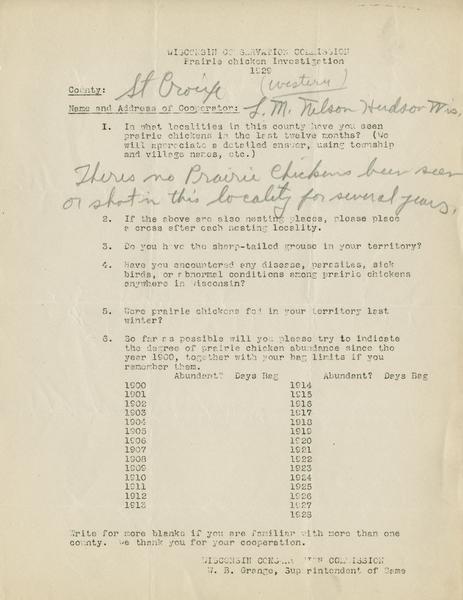 WISCONSIN CONSERVATION COMMISSION
Prairie chicken Investigation
1929
County: St Croixe (western)
Name and Address of Cooperator: L. M. Nelson Hudson Wis.
1. In what localities in this county have you seen
prairie chickens in the last twelve months? (We
will appreciate a detailed answer, using township
and village names, etc.)
Theres no Prairie Chickens been seen
or shot in this locality for several years.
2. If the above are also nesting places, please place
a cross after each nesting locality.
3. Do you have the sharp-tailed grouse in your territory?
4. Have you encountered any disease, parasites, sick
birds, or abnormal conditions among prairie chickens
anywhere in Wisconsin?
5. Were prairie chickens fed in your territory last
winter?
6. So far as possible will you please try to indicate
the degree of prairie chicken abundance since the
year 1900, together with your bag limits if you
remember them.
Abundant? Days Bag Abundant? Days Bag
1900 1914
1901 1915
1902 1916
1903 1917
1904 1918
1905 1919
1906 1920
1907 1921
1908 1922
1909 1923
1910 1924
1911 1925
1912 1926
1913 1927
1928
Write for more blanks if you are familiar with more than one
county. We thank you for your cooperation.
WISCONSIN CONSERVATION COMMISSION
W. B. Grange, Superintendent of Game